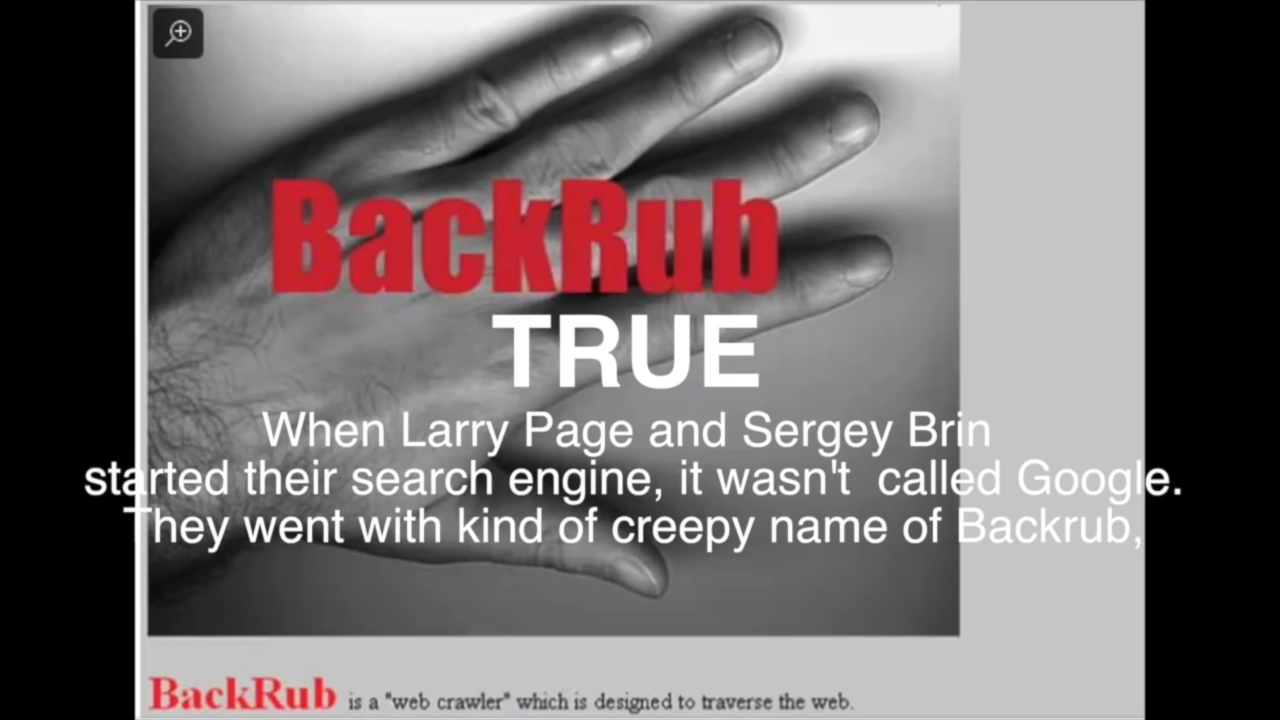 BackRub
TRUE
When Larry Page and Sergey Brin
started their search engine, it wasn't  called Google.
They went with kind of creepy name of Backrub,
BackRub is a "web crawler" which is designed to traverse the web.